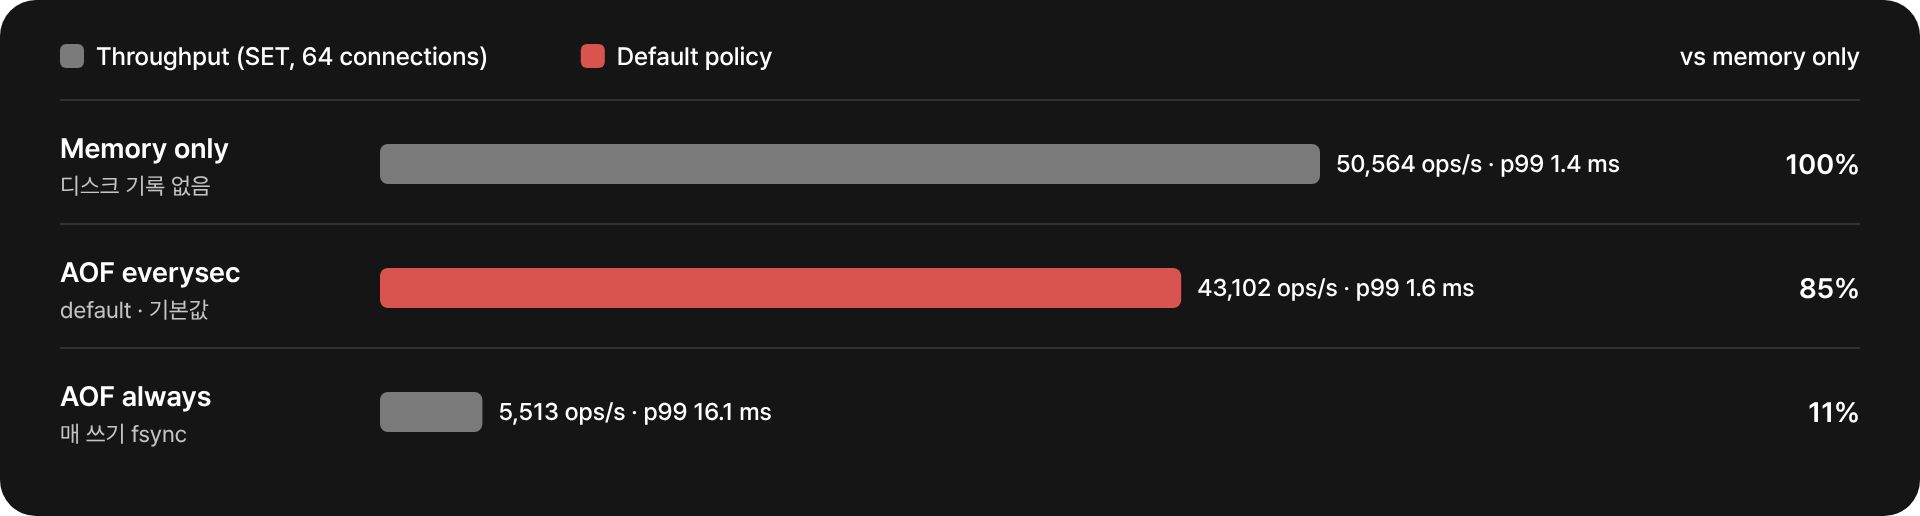 Throughput (SET, 64 connections)
Default policy
vs memory only
Memory only
디스크 기록 없음
50,564 ops/s · p99 1.4 ms
100%
AOF everysec
default · 기본값
43,102 ops/s · p99 1.6 ms
85%
AOF always
매 쓰기 fsync
5,513 ops/s · p99 16.1 ms
11%